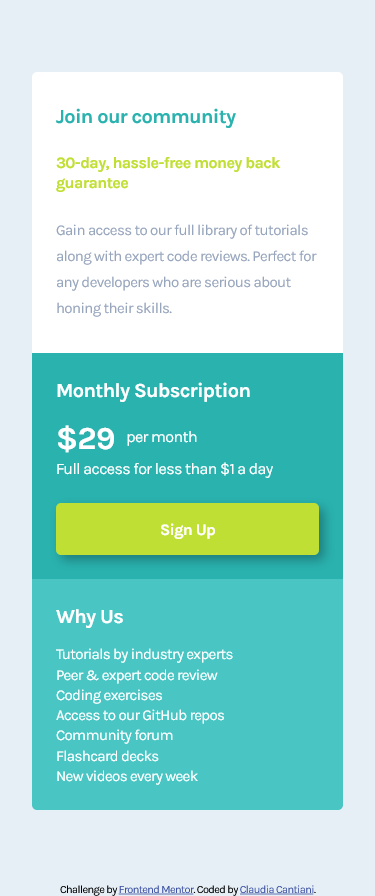 Join our community
30-day, hassle-free money back
guarantee
Gain access to our full library of tutorials
along with expert code reviews. Perfect for
any developers who are serious about
honing their skills.
Monthly Subscription
$29 per month
Full access for less than $1 a day
Sign Up
Why Us
Tutorials by industry experts
Peer & expert code review
Coding exercises
Access to our GitHub repos
Community forum
Flashcard decks
New videos every week
Challenge by Frontend Mentor. Coded by Claudia Cantiani.